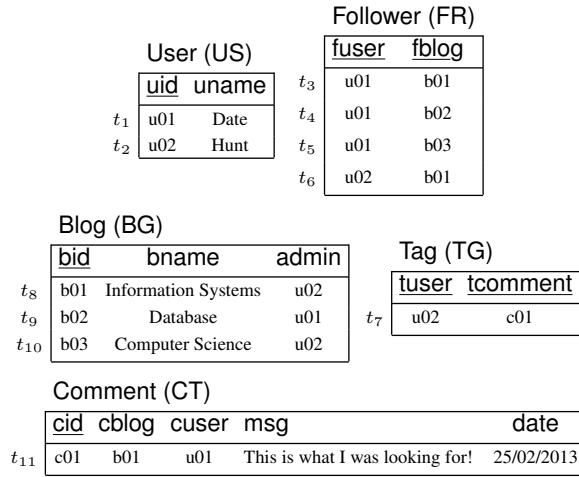 Follower (FR)
User (US)
fuser fblog
uid uname
t3 u01 b01
t1 u01 Date
t4 u01 b02
t2 u02 Hunt
t5 u01 b03
t6 u02 b01
Blog (BG)
Tag (TG)
bid bname admin
tuser tcomment
t8 b01 Information Systems u02
t9 b02 Database u01
t7 u02 c01
t10 b03 Computer Science u02
Comment (CT)
cid cblog cuser msg date
t11 c01 b01 u01 This is what I was looking for! 25/02/2013